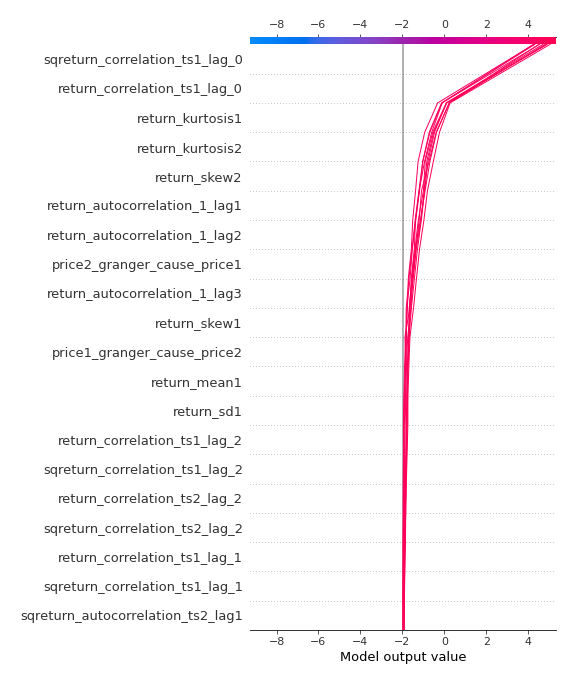 −8 −6 −4 −2 0 2 4
sqreturn_correlation_ts1_lag_0
return_correlation_ts1_lag_0
return_kurtosis1
return_kurtosis2
return_skew2
return_autocorrelation_1_lag1
return_autocorrelation_1_lag2
price2_granger_cause_price1
return_autocorrelation_1_lag3
return_skew1
price1_granger_cause_price2
return_mean1
return_sd1
return_correlation_ts1_lag_2
sqreturn_correlation_ts1_lag_2
return_correlation_ts2_lag_2
sqreturn_correlation_ts2_lag_2
return_correlation_ts1_lag_1
sqreturn_correlation_ts1_lag_1
sqreturn_autocorrelation_ts2_lag1
−8 −6 −4 −2 0 2 4
Model output value